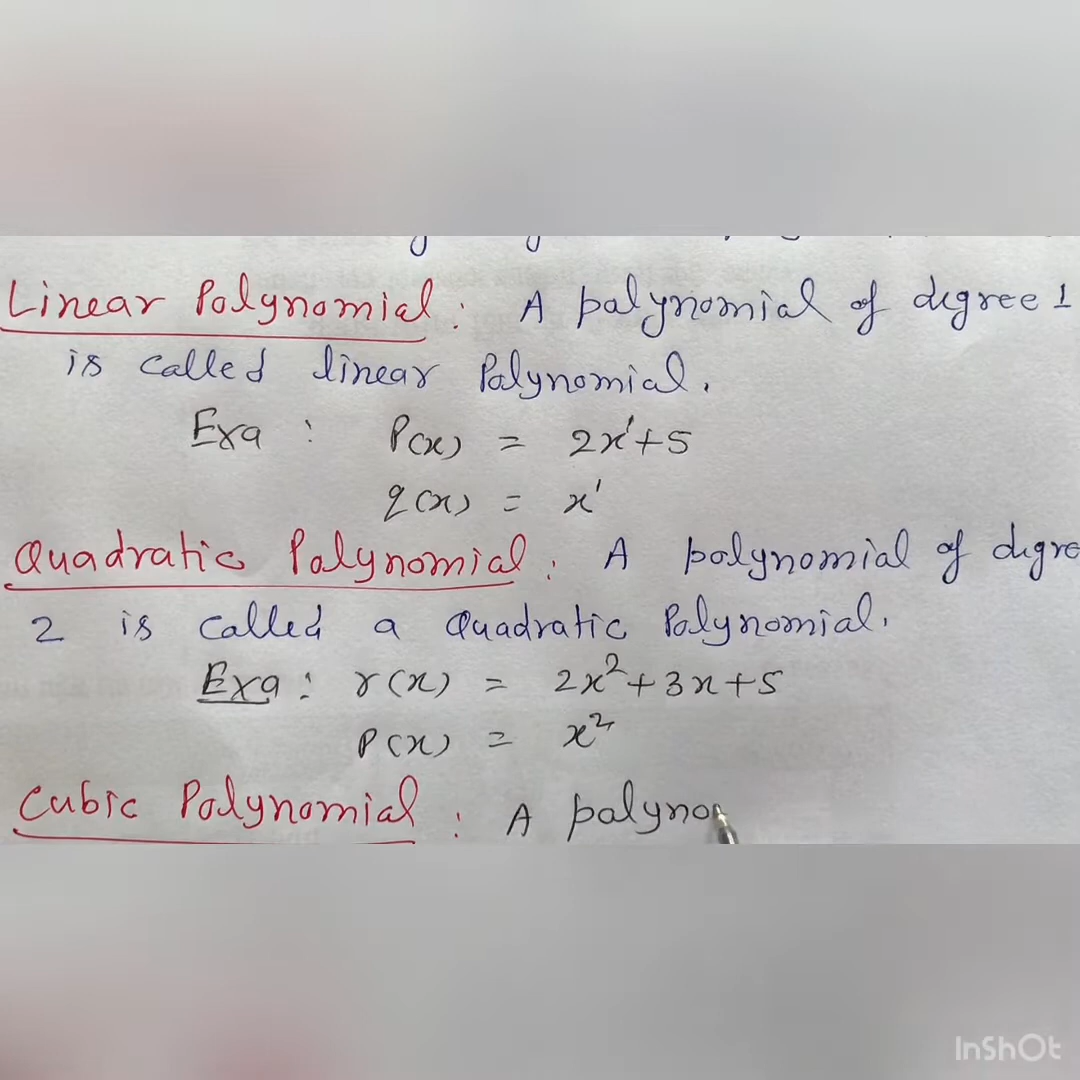 Linear Polynomial : A polynomial of degree 1
is called linear Polynomial.
Exa : P(x) = 2x¹+5
q(x) = x¹
Quadratic Polynomial : A polynomial of degre
2 is called a Quadratic Polynomial.
Exa : r(x) = 2x²+3x+5
P(x) = x²
Cubic Polynomial : A polyno
InShOt